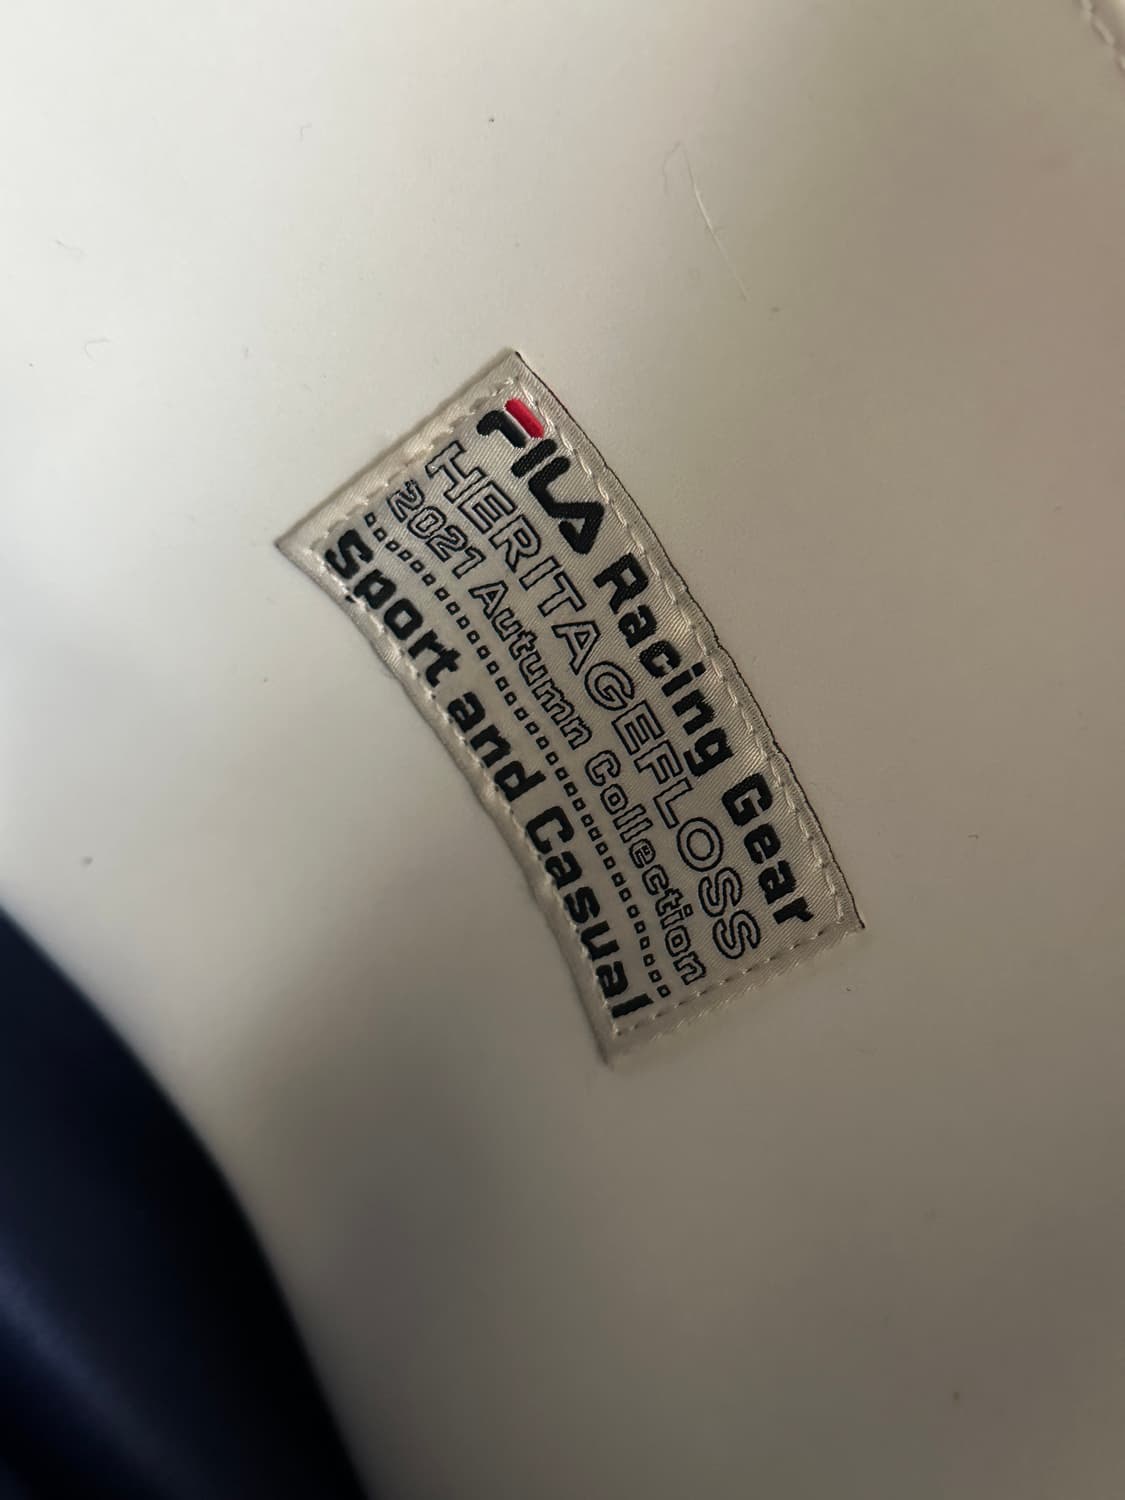 FILA Racing Gear
HERITAGEFLOSS
2021 Autumn Collection
Sport and Casual